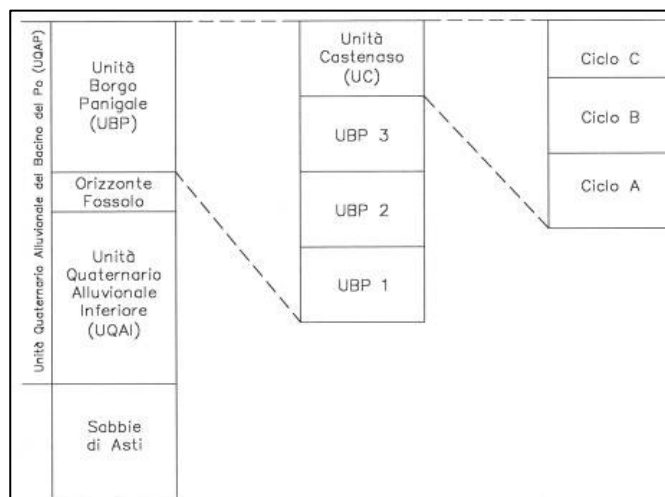 Unità Quaternario Alluvionale del Bacino del Po (UQAP)
Unità
Borgo
Panigale
(UBP)
Orizzonte
Fossolo
Unità
Quaternario
Alluvionale
Inferiore
(UQAI)
Sabbie
di Asti
Unità
Castenaso
(UC)
UBP 3
UBP 2
UBP 1
Ciclo C
Ciclo B
Ciclo A